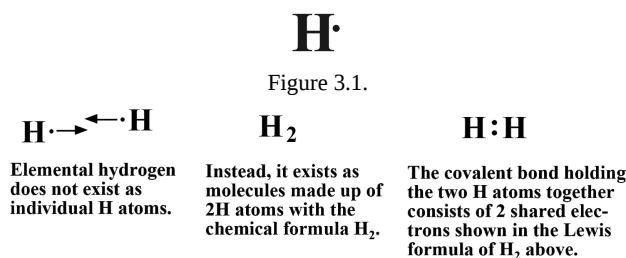 H·
Figure 3.1.
H· → ← ·H
H₂
H:H
Elemental hydrogen
does not exist as
individual H atoms.
Instead, it exists as
molecules made up of
2H atoms with the
chemical formula H₂.
The covalent bond holding
the two H atoms together
consists of 2 shared elec-
trons shown in the Lewis
formula of H₂ above.